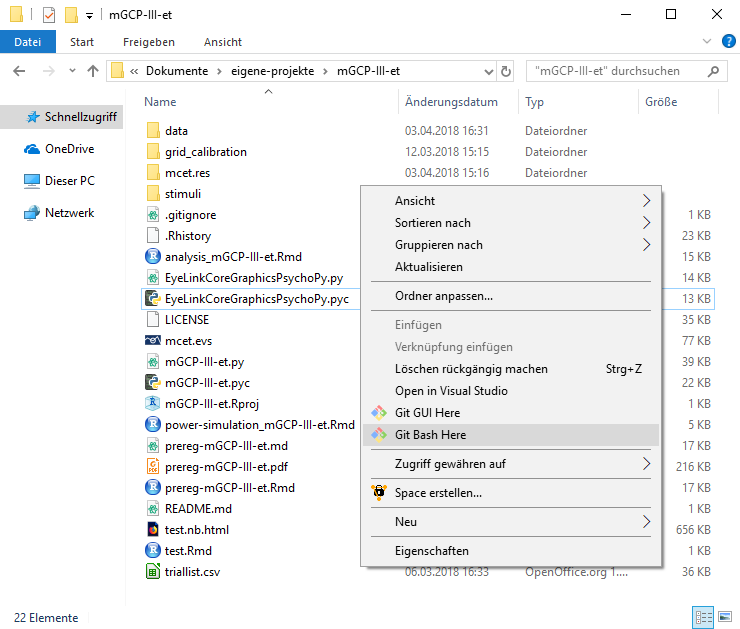 mGCP-III-et
Datei Start Freigeben Ansicht
« Dokumente › eigene-projekte › mGCP-III-et "mGCP-III-et" durchsuchen
Name Änderungsdatum Typ Größe
Schnellzugriff
OneDrive
Dieser PC
Netzwerk
data 03.04.2018 16:31 Dateiordner
grid_calibration 12.03.2018 15:15 Dateiordner
mcet.res 03.04.2018 15:16 Dateiordner
stimuli
.gitignore 1 KB
.Rhistory 23 KB
analysis_mGCP-III-et.Rmd 15 KB
EyeLinkCoreGraphicsPsychoPy.py 14 KB
EyeLinkCoreGraphicsPsychoPy.pyc 13 KB
LICENSE 35 KB
mcet.evs 77 KB
mGCP-III-et.py 39 KB
mGCP-III-et.pyc 22 KB
mGCP-III-et.Rproj 1 KB
power-simulation_mGCP-III-et.Rmd 5 KB
prereg-mGCP-III-et.md 17 KB
prereg-mGCP-III-et.pdf 216 KB
prereg-mGCP-III-et.Rmd 17 KB
README.md 1 KB
test.nb.html 656 KB
test.Rmd 1 KB
triallist.csv 06.03.2018 16:33 OpenOffice.org 1.... 36 KB
Ansicht
Sortieren nach
Gruppieren nach
Aktualisieren
Ordner anpassen...
Einfügen
Verknüpfung einfügen
Löschen rückgängig machen Strg+Z
Open in Visual Studio
Git GUI Here
Git Bash Here
Zugriff gewähren auf
Space erstellen...
Neu
Eigenschaften
22 Elemente